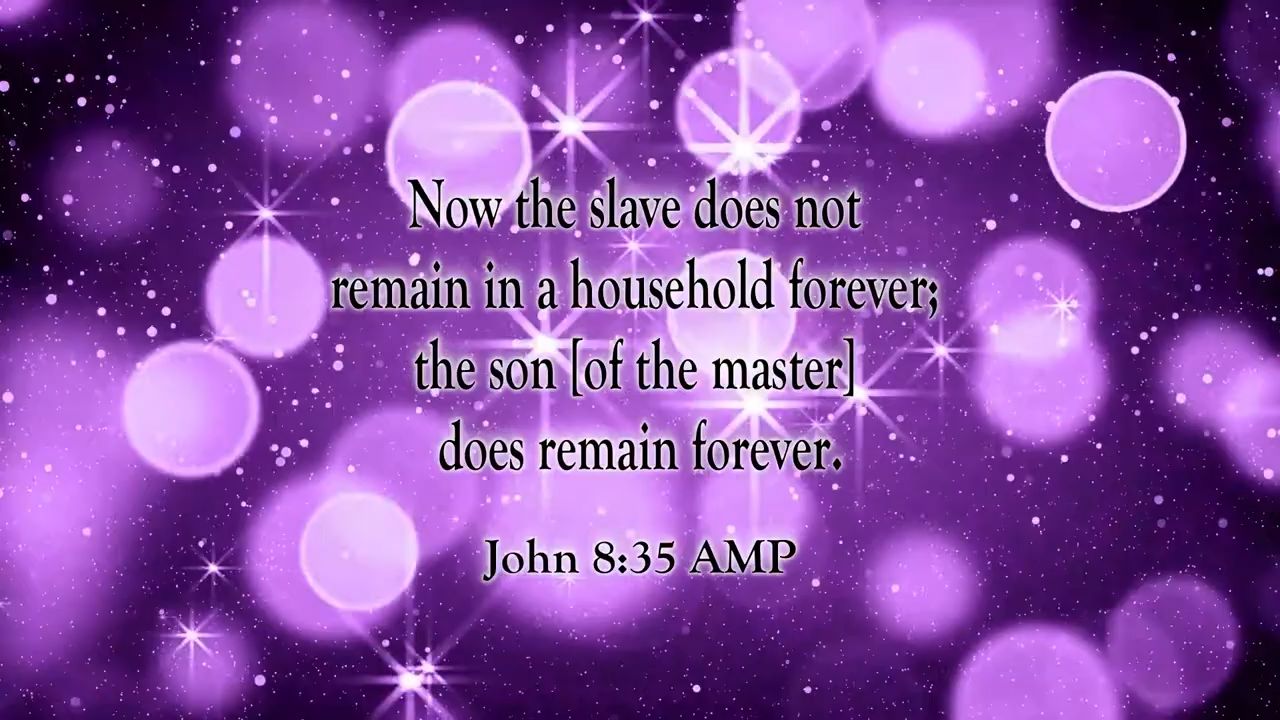 Now the slave does not
remain in a household forever;
the son [of the master]
does remain forever.
John 8:35 AMP